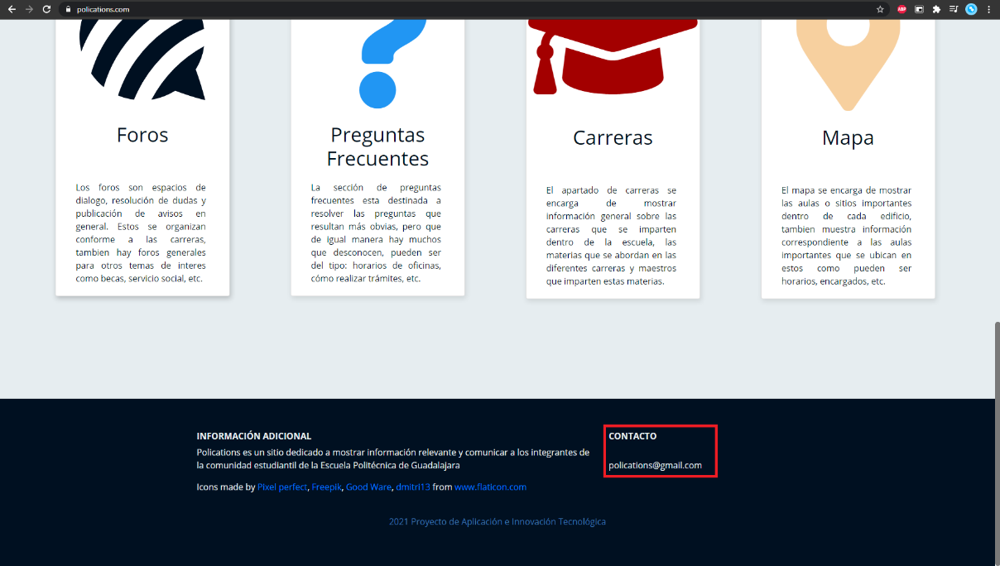 polications.com
ABP
Foros
Los foros son espacios de
dialogo, resolución de dudas y
publicación de avisos en
general. Estos se organizan
conforme a las carreras,
tambien hay foros generales
para otros temas de interes
como becas, servicio social, etc.
Preguntas
Frecuentes
La sección de preguntas
frecuentes esta destinada a
resolver las preguntas que
resultan más obvias, pero que
de igual manera hay muchos
que desconocen, pueden ser
del tipo: horarios de oficinas,
cómo realizar trámites, etc.
Carreras
El apartado de carreras se
encarga de mostrar
información general sobre las
carreras que se imparten
dentro de la escuela, las
materias que se abordan en las
diferentes carreras y maestros
que imparten estas materias.
Mapa
El mapa se encarga de mostrar
las aulas o sitios importantes
dentro de cada edificio,
tambien muestra información
correspondiente a las aulas
importantes que se ubican en
estos como pueden ser
horarios, encargados, etc.
INFORMACIÓN ADICIONAL
Polications es un sitio dedicado a mostrar información relevante y comunicar a los integrantes de
la comunidad estudiantil de la Escuela Politécnica de Guadalajara
Icons made by Pixel perfect, Freepik, Good Ware, dmitri13 from www.flaticon.com
CONTACTO
polications@gmail.com
2021 Proyecto de Aplicación e Innovación Tecnológica